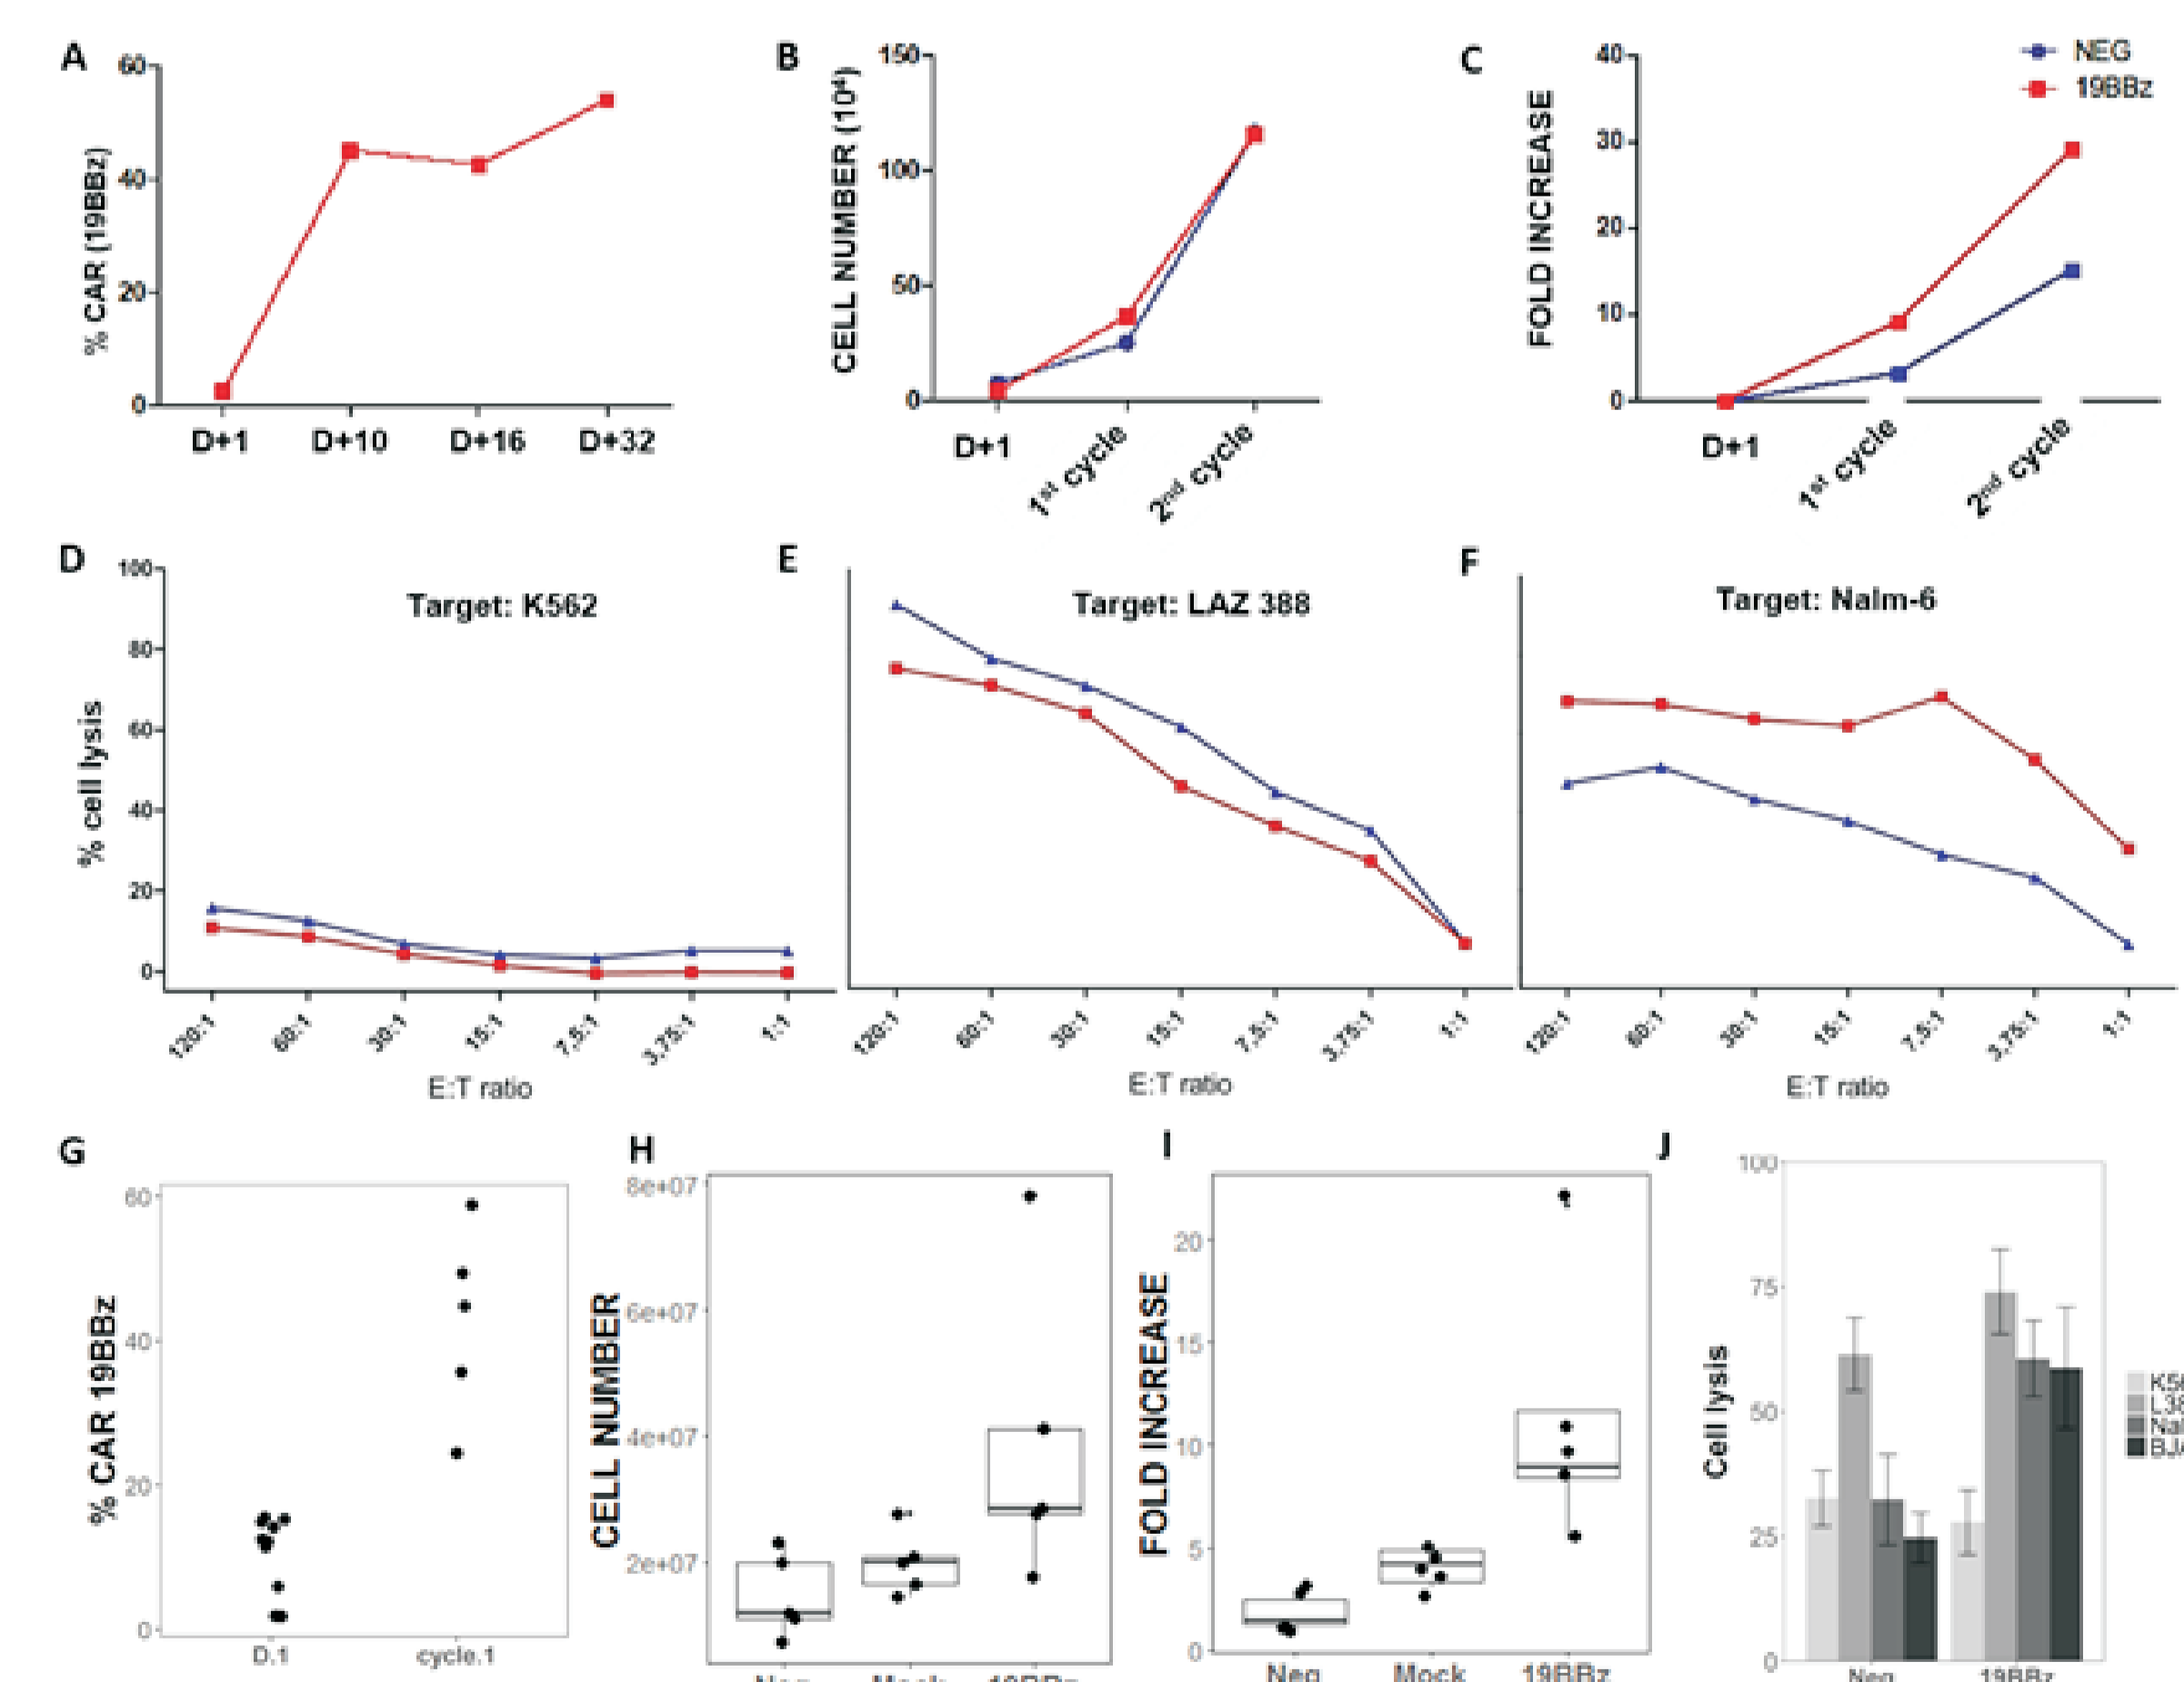 A
% CAR (19BBz)
60
40
20
0
D+1 D+10 D+16 D+32
B
CELL NUMBER (10⁴)
150
100
50
0
D+1 1st cycle 2nd cycle
C
FOLD INCREASE
40
30
20
10
0
D+1 1st cycle 2nd cycle
NEG
19BBz
D
% cell lysis
100
80
60
40
20
0
Target: K562
120:1 60:1 30:1 15:1 7,5:1 3,75:1 1:1
E:T ratio
E
Target: LAZ 388
120:1 60:1 30:1 15:1 7,5:1 3,75:1 1:1
E:T ratio
F
Target: Nalm-6
120:1 60:1 30:1 15:1 7,5:1 3,75:1 1:1
E:T ratio
G
% CAR 19BBz
60
40
20
0
D.1 cycle.1
H
CELL NUMBER
8e+07
6e+07
4e+07
2e+07
Neg Mock 19BBz
I
FOLD INCREASE
20
15
10
5
0
Neg Mock 19BBz
J
Cell lysis
100
75
50
25
0
Neg 19BBz